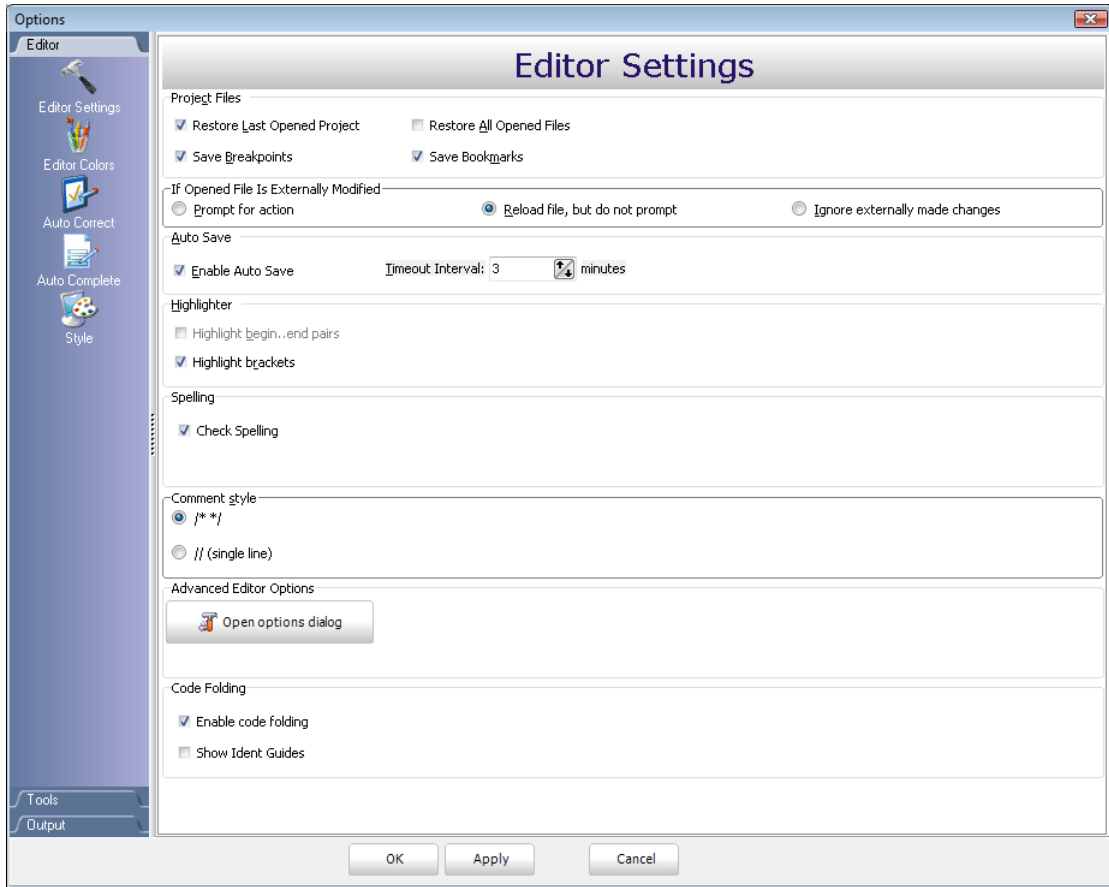 Options
Editor
Editor Settings
Editor Colors
Auto Correct
Auto Complete
Style
Tools
Output
Editor Settings
Project Files
Restore Last Opened Project
Restore All Opened Files
Save Breakpoints
Save Bookmarks
If Opened File Is Externally Modified
Prompt for action
Reload file, but do not prompt
Ignore externally made changes
Auto Save
Enable Auto Save
Timeout Interval: 3 minutes
Highlighter
Highlight begin..end pairs
Highlight brackets
Spelling
Check Spelling
Comment style
/* */
// (single line)
Advanced Editor Options
Open options dialog
Code Folding
Enable code folding
Show Ident Guides
OK
Apply
Cancel